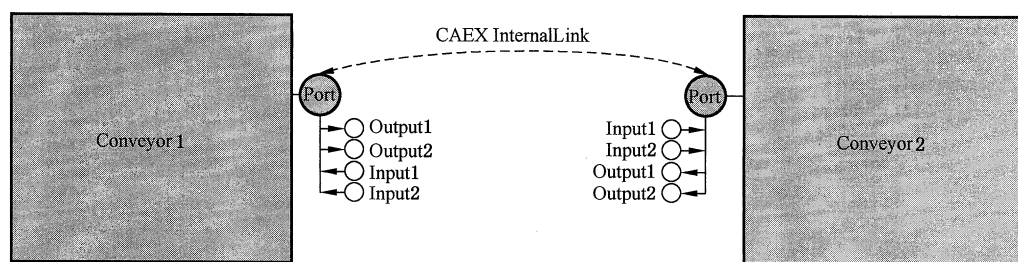 CAEX InternalLink
Port
Port
Conveyor 1
Conveyor 2
Output1
Output2
Input1
Input2
Input1
Input2
Output1
Output2